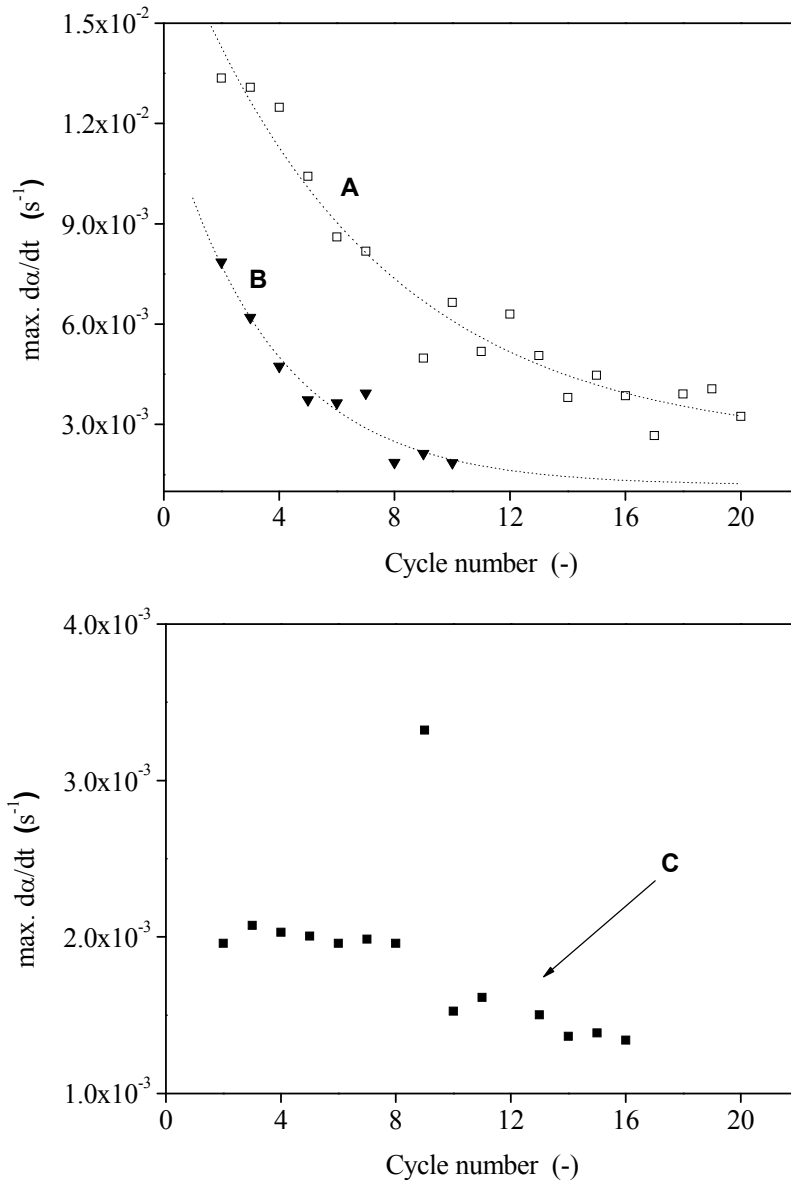 1.5x10⁻²
1.2x10⁻²
9.0x10⁻³
6.0x10⁻³
3.0x10⁻³
max. dα/dt (s⁻¹)
A
B
0 4 8 12 16 20
Cycle number (-)
4.0x10⁻³
3.0x10⁻³
2.0x10⁻³
1.0x10⁻³
max. dα/dt (s⁻¹)
C
0 4 8 12 16 20
Cycle number (-)